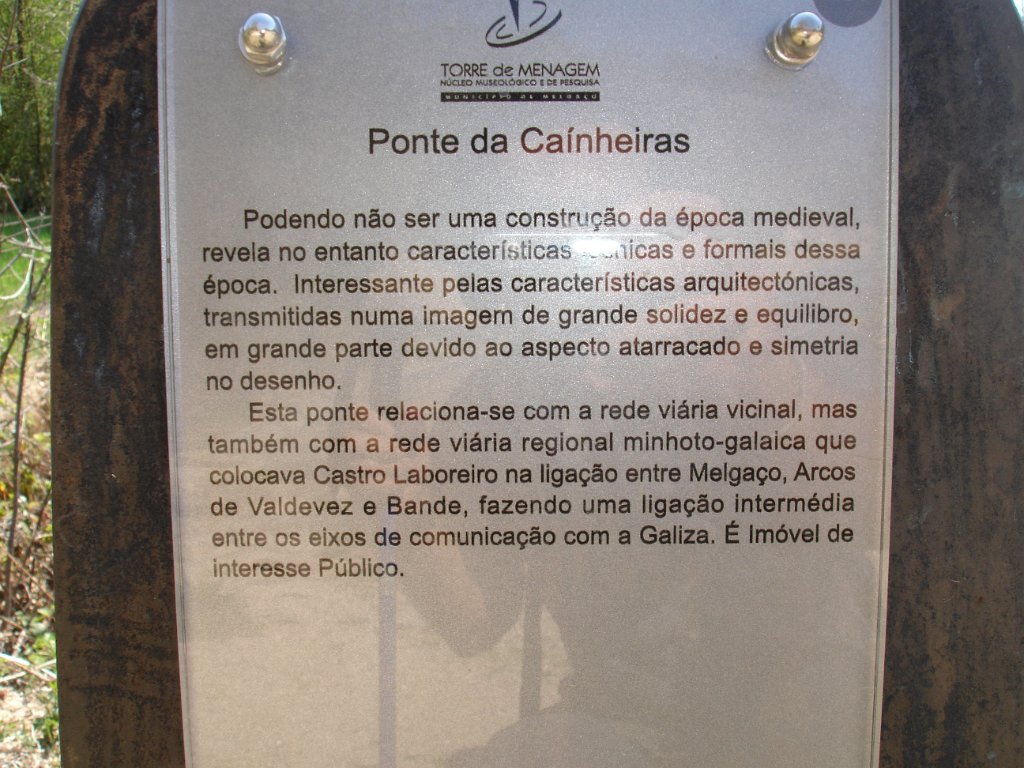 TORRE de MENAGEM
NÚCLEO MUSEOLÓGICO E DE PESQUISA
MUNICÍPIO DE MELGAÇO
Ponte da Caínheiras
Podendo não ser uma construção da época medieval,
revela no entanto características técnicas e formais dessa
época. Interessante pelas características arquitectónicas,
transmitidas numa imagem de grande solidez e equilibro,
em grande parte devido ao aspecto atarracado e simetria
no desenho.
Esta ponte relaciona-se com a rede viária vicinal, mas
também com a rede viária regional minhoto-galaica que
colocava Castro Laboreiro na ligação entre Melgaço, Arcos
de Valdevez e Bande, fazendo uma ligação intermédia
entre os eixos de comunicação com a Galiza. É Imóvel de
interesse Público.